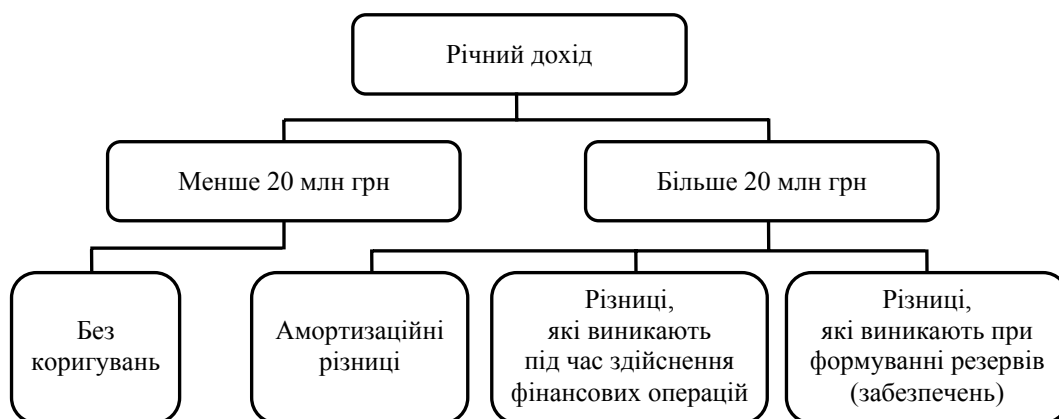 Річний дохід
Менше 20 млн грн
Більше 20 млн грн
Без
коригувань
Амортизаційні
різниці
Різниці,
які виникають
під час здійснення
фінансових операцій
Різниці,
які виникають при
формуванні резервів
(забезпечень)